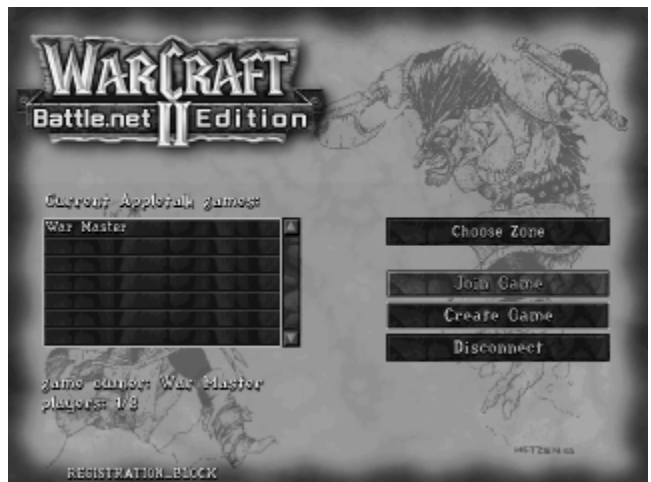 WARCRAFT
Battle.net II Edition
Current Appletalk games:
War Master
Choose Zone
Join Game
Create Game
Disconnect
game owner: War Master
players: 1/8
REGISTRATION_BLOCK